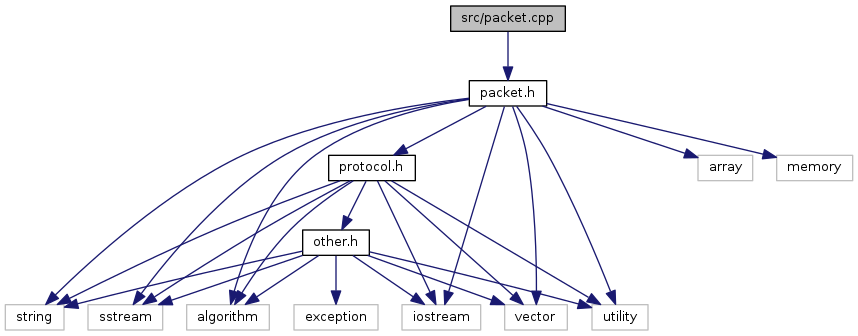 src/packet.cpp
packet.h
protocol.h
array
memory
other.h
string
sstream
algorithm
exception
iostream
vector
utility